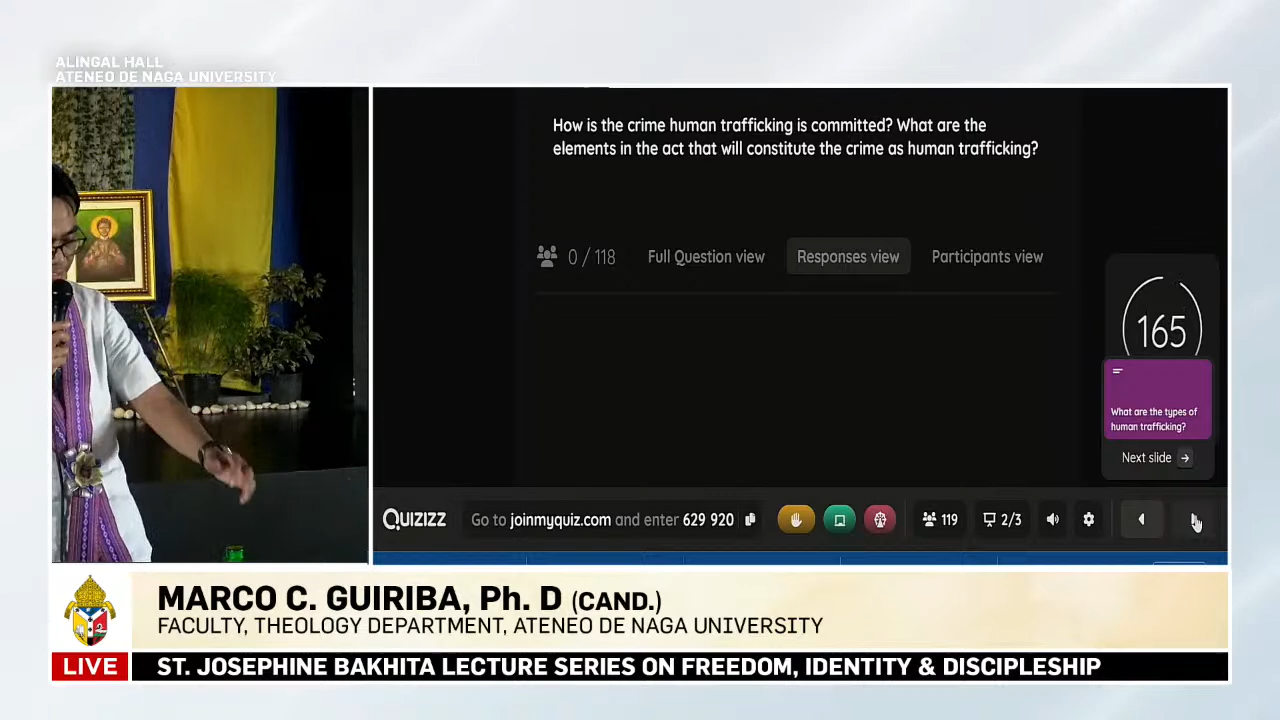 ALINGAL HALL
ATENEO DE NAGA UNIVERSITY
How is the crime human trafficking is committed? What are the
elements in the act that will constitute the crime as human trafficking?
0 / 118
Full Question view
Responses view
Participants view
165
What are the types of
human trafficking?
Next slide
QUIZIZZ
Go to joinmyquiz.com and enter 629 920
119
2/3
MARCO C. GUIRIBA, Ph. D (CAND.)
FACULTY, THEOLOGY DEPARTMENT, ATENEO DE NAGA UNIVERSITY
LIVE
ST. JOSEPHINE BAKHITA LECTURE SERIES ON FREEDOM, IDENTITY & DISCIPLESHIP